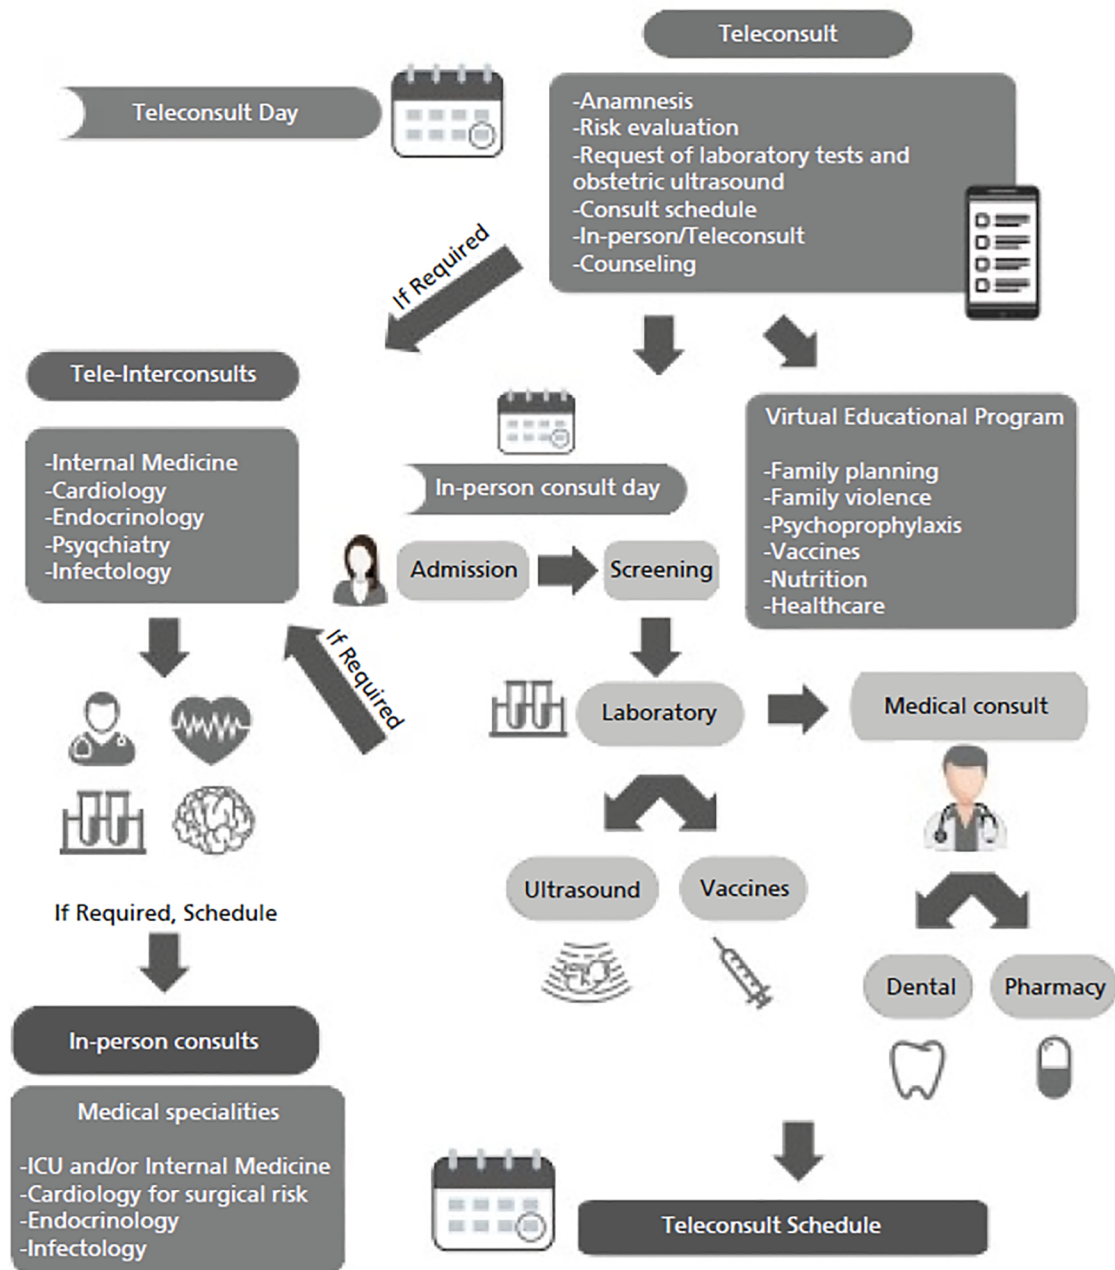 Teleconsult
Teleconsult Day
-Anamnesis
-Risk evaluation
-Request of laboratory tests and
obstetric ultrasound
-Consult schedule
-In-person/Teleconsult
-Counseling
If Required
Tele-Interconsults
-Internal Medicine
-Cardiology
-Endocrinology
-Psyqchiatry
-Infectology
In-person consult day
Admission
Screening
Virtual Educational Program
-Family planning
-Family violence
-Psychoprophylaxis
-Vaccines
-Nutrition
-Healthcare
If Required
Laboratory
Medical consult
Ultrasound
Vaccines
Dental
Pharmacy
If Required, Schedule
In-person consults
Medical specialities
-ICU and/or Internal Medicine
-Cardiology for surgical risk
-Endocrinology
-Infectology
Teleconsult Schedule